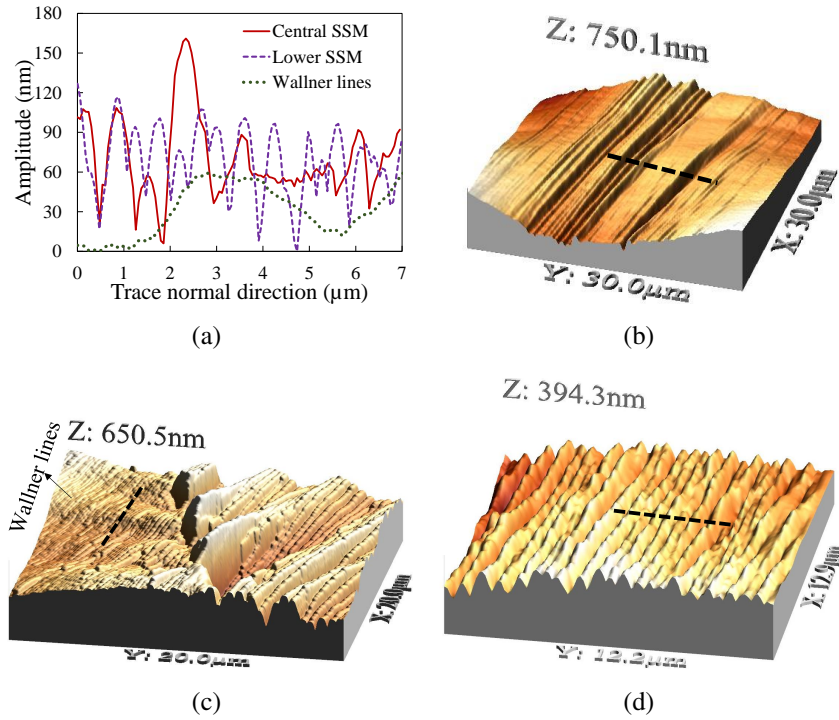 180
150
120
90
60
30
0
Amplitude (nm)
Central SSM
Lower SSM
Wallner lines
0 1 2 3 4 5 6 7
Trace normal direction (µm)
(a)
Z: 750.1nm
X: 30.0µm
Y: 30.0µm
(b)
Z: 650.5nm
Wallner lines
X: 20.0µm
Y: 20.0µm
(c)
Z: 394.3nm
X: 12.9µm
Y: 12.2µm
(d)